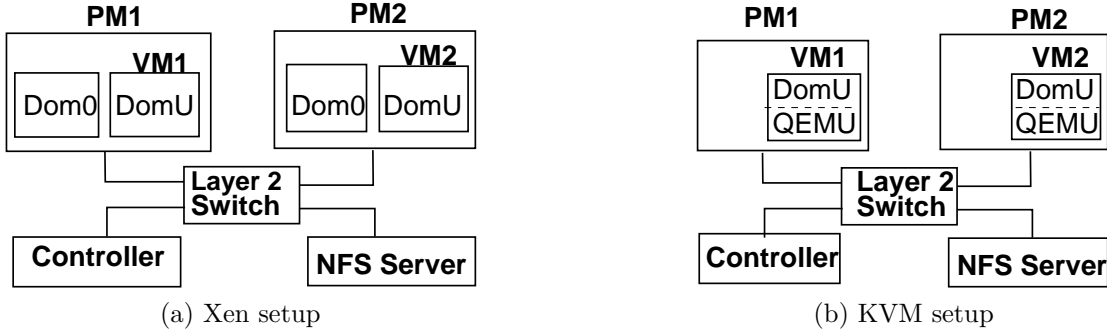 PM1
VM1
Dom0
DomU
PM2
VM2
Dom0
DomU
Layer 2
Switch
Controller
NFS Server
(a) Xen setup
PM1
VM1
DomU
QEMU
PM2
VM2
DomU
QEMU
Layer 2
Switch
Controller
NFS Server
(b) KVM setup